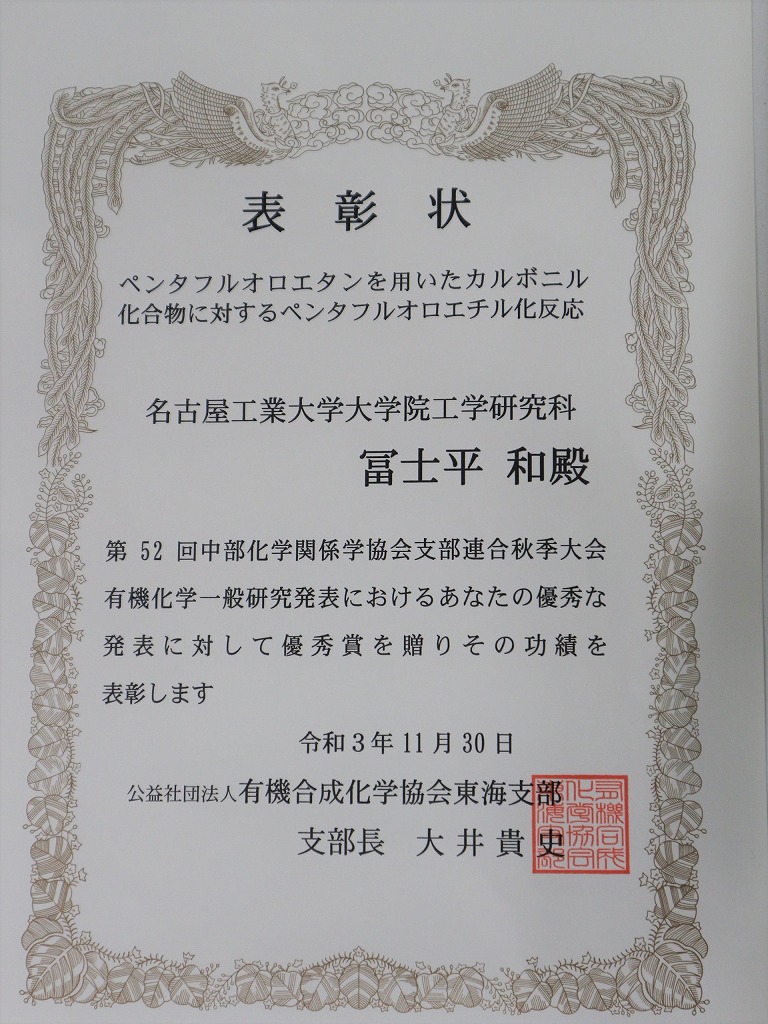 表彰状
ペンタフルオロエタンを用いたカルボニル
化合物に対するペンタフルオロエチル化反応
名古屋工業大学大学院工学研究科
冨士平 和殿
第 52 回中部化学関係学協会支部連合秋季大会
有機化学一般研究発表におけるあなたの優秀な
発表に対して優秀賞を贈りその功績を
表彰します
令和３年 11 月 30 日
公益社団法人有機合成化学協会東海支部
支部長 大井貴史